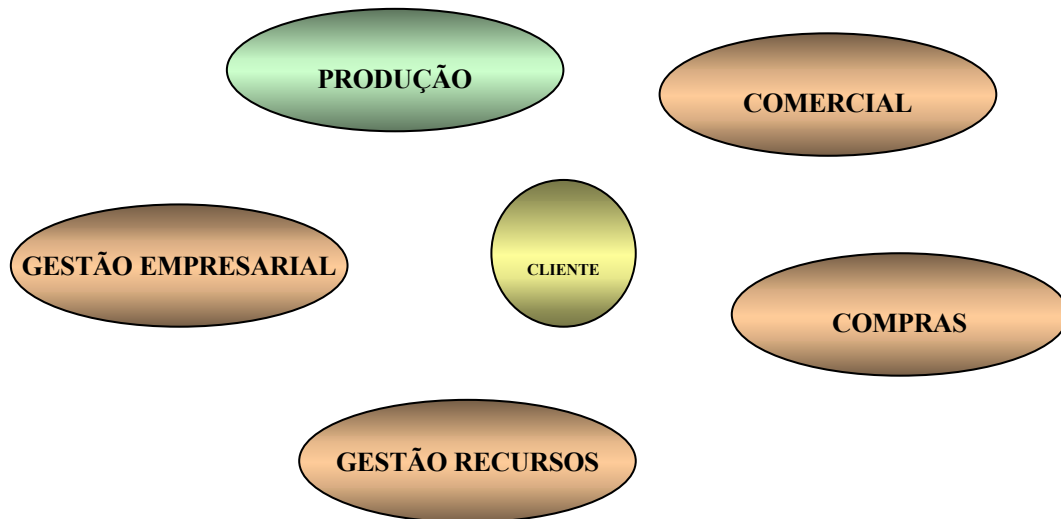 PRODUÇÃO
COMERCIAL
GESTÃO EMPRESARIAL
CLIENTE
COMPRAS
GESTÃO RECURSOS